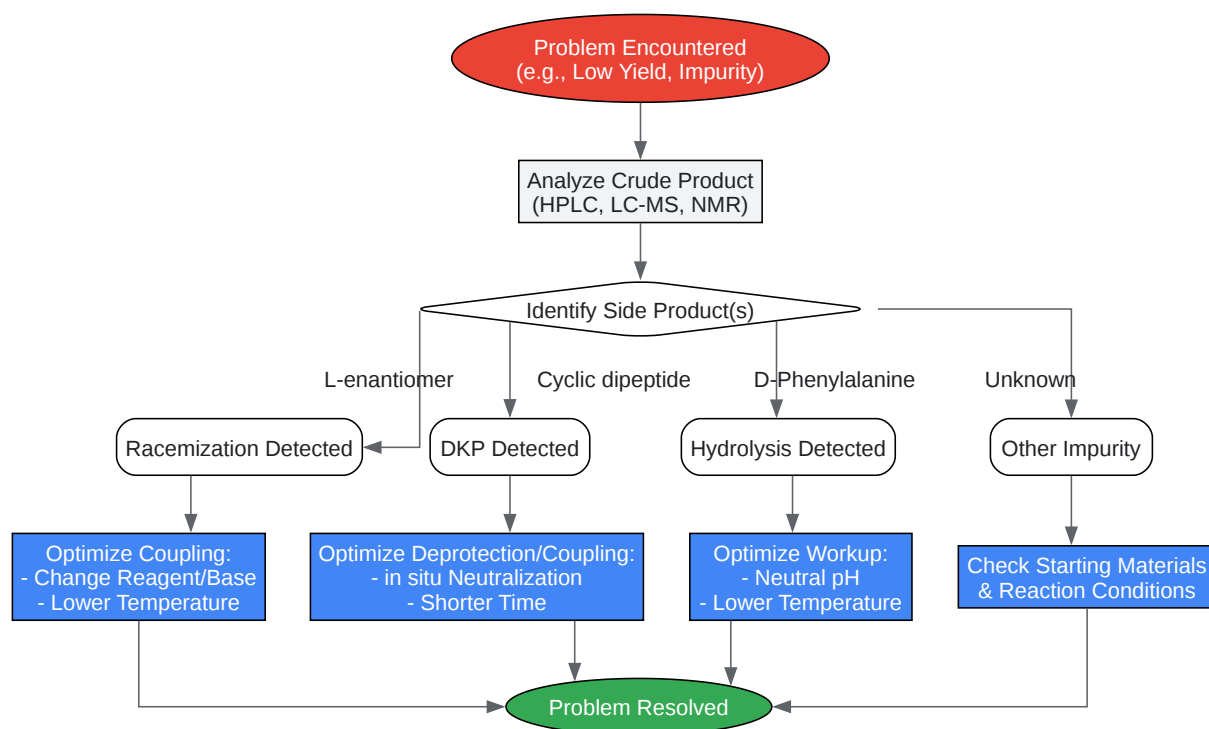 Problem Encountered
(e.g., Low Yield, Impurity)
Analyze Crude Product
(HPLC, LC-MS, NMR)
Identify Side Product(s)
L-enantiomer
Cyclic dipeptide
D-Phenylalanine
Unknown
Racemization Detected
DKP Detected
Hydrolysis Detected
Other Impurity
Optimize Coupling:
- Change Reagent/Base
- Lower Temperature
Optimize Deprotection/Coupling:
- in situ Neutralization
- Shorter Time
Optimize Workup:
- Neutral pH
- Lower Temperature
Check Starting Materials
& Reaction Conditions
Problem Resolved